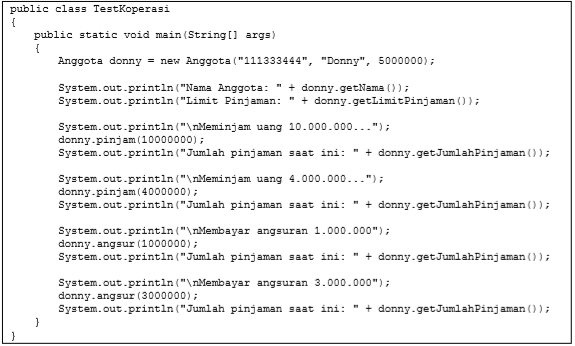 public class TestKoperasi
{
    public static void main(String[] args)
    {
        Anggota donny = new Anggota("111333444", "Donny", 5000000);

        System.out.println("Nama Anggota: " + donny.getNama());
        System.out.println("Limit Pinjaman: " + donny.getLimitPinjaman());

        System.out.println("\nMeminjam uang 10.000.000...");
        donny.pinjam(10000000);
        System.out.println("Jumlah pinjaman saat ini: " + donny.getJumlahPinjaman());

        System.out.println("\nMeminjam uang 4.000.000...");
        donny.pinjam(4000000);
        System.out.println("Jumlah pinjaman saat ini: " + donny.getJumlahPinjaman());

        System.out.println("\nMembayar angsuran 1.000.000");
        donny.angsur(1000000);
        System.out.println("Jumlah pinjaman saat ini: " + donny.getJumlahPinjaman());

        System.out.println("\nMembayar angsuran 3.000.000");
        donny.angsur(3000000);
        System.out.println("Jumlah pinjaman saat ini: " + donny.getJumlahPinjaman());
    }
}